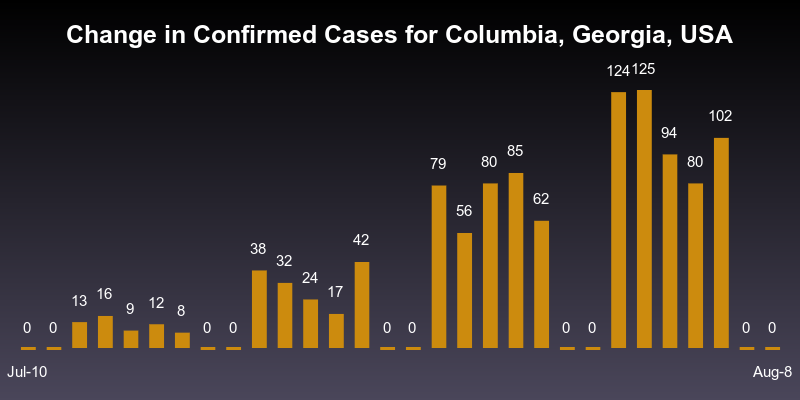 Change in Confirmed Cases for Columbia, Georgia, USA
0 0 13 16 9 12 8 0 0 38 32 24 17 42 0 0 79 56 80 85 62 0 0 124 125 94 80 102 0 0
Jul-10 Aug-8